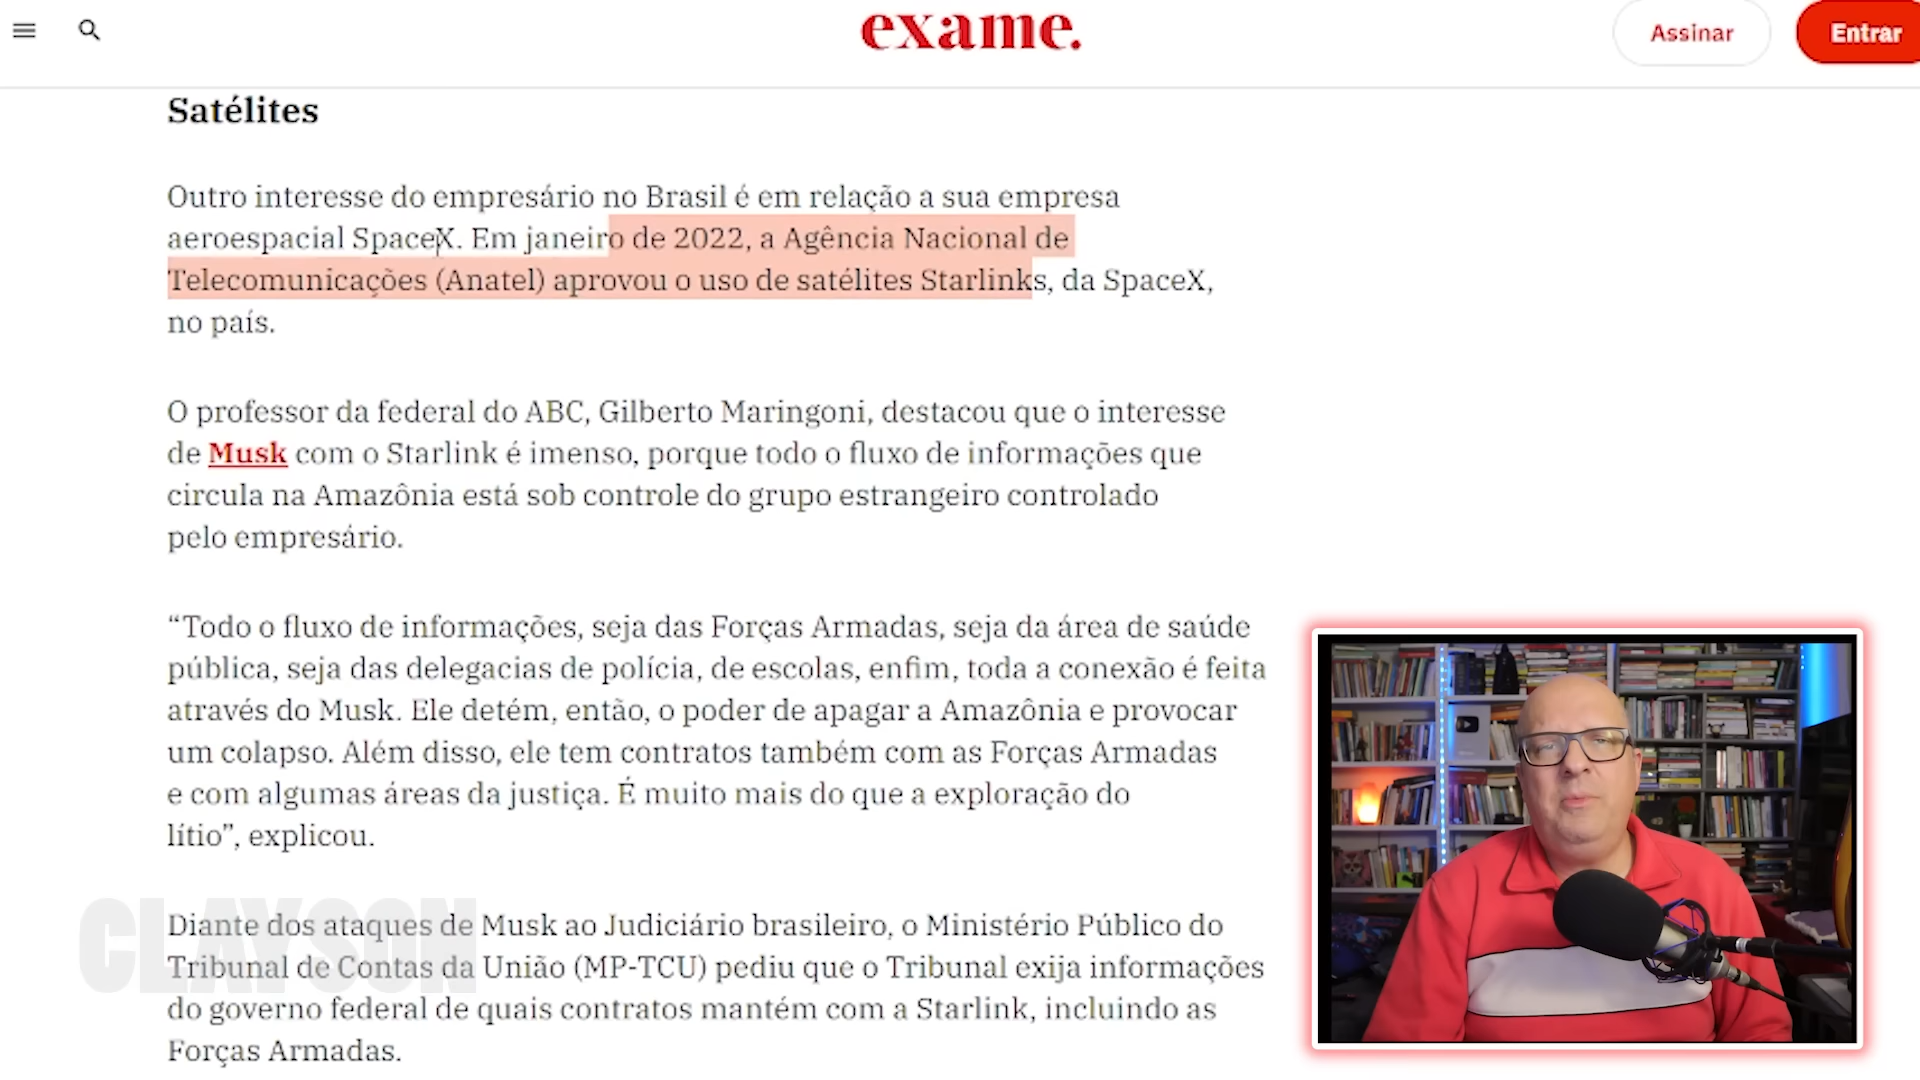 exame.
Assinar
Entrar
Satélites
Outro interesse do empresário no Brasil é em relação a sua empresa
aeroespacial SpaceX. Em janeiro de 2022, a Agência Nacional de
Telecomunicações (Anatel) aprovou o uso de satélites Starlinks, da SpaceX,
no país.
O professor da federal do ABC, Gilberto Maringoni, destacou que o interesse
de Musk com o Starlink é imenso, porque todo o fluxo de informações que
circula na Amazônia está sob controle do grupo estrangeiro controlado
pelo empresário.
“Todo o fluxo de informações, seja das Forças Armadas, seja da área de saúde
pública, seja das delegacias de polícia, de escolas, enfim, toda a conexão é feita
através do Musk. Ele detém, então, o poder de apagar a Amazônia e provocar
um colapso. Além disso, ele tem contratos também com as Forças Armadas
e com algumas áreas da justiça. É muito mais do que a exploração do
lítio”, explicou.
Diante dos ataques de Musk ao Judiciário brasileiro, o Ministério Público do
Tribunal de Contas da União (MP-TCU) pediu que o Tribunal exija informações
do governo federal de quais contratos mantém com a Starlink, incluindo as
Forças Armadas.
CLAYSON